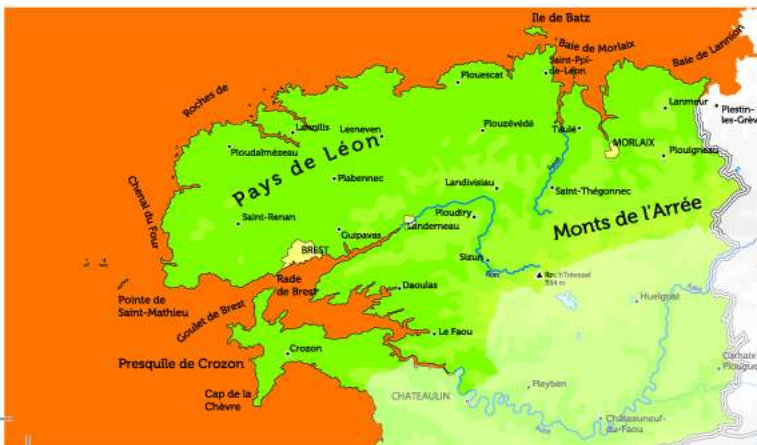 Ile de Batz
Baie de Morlaix
Baie de Lannion
Saint-Pol-
de-Léon
Plouescat
Roches de
Lanmeur
Plestin-
les-Grèv
Lannilis
Lesneven
Plouzévédé
Taulé
MORLAIX
Ploudalmézeau
Pays de Léon
Plouigneau
Plabennec
Landivisiau
Saint-Thégonnec
Chenal du Four
Saint-Renan
Ploudiry
Monts de l'Arrée
Guipavas
Landerneau
BREST
Sizun
Rade
de Brest
Daoulas
Huelgoat
Pointe de
Saint-Mathieu
Goulet de Brest
Le Faou
Crozon
Presquîle de Crozon
Carhaix
Plougue
Cap de la
Chèvre
CHATEAULIN
Pleyben
Châteauneuf-
du-Faou